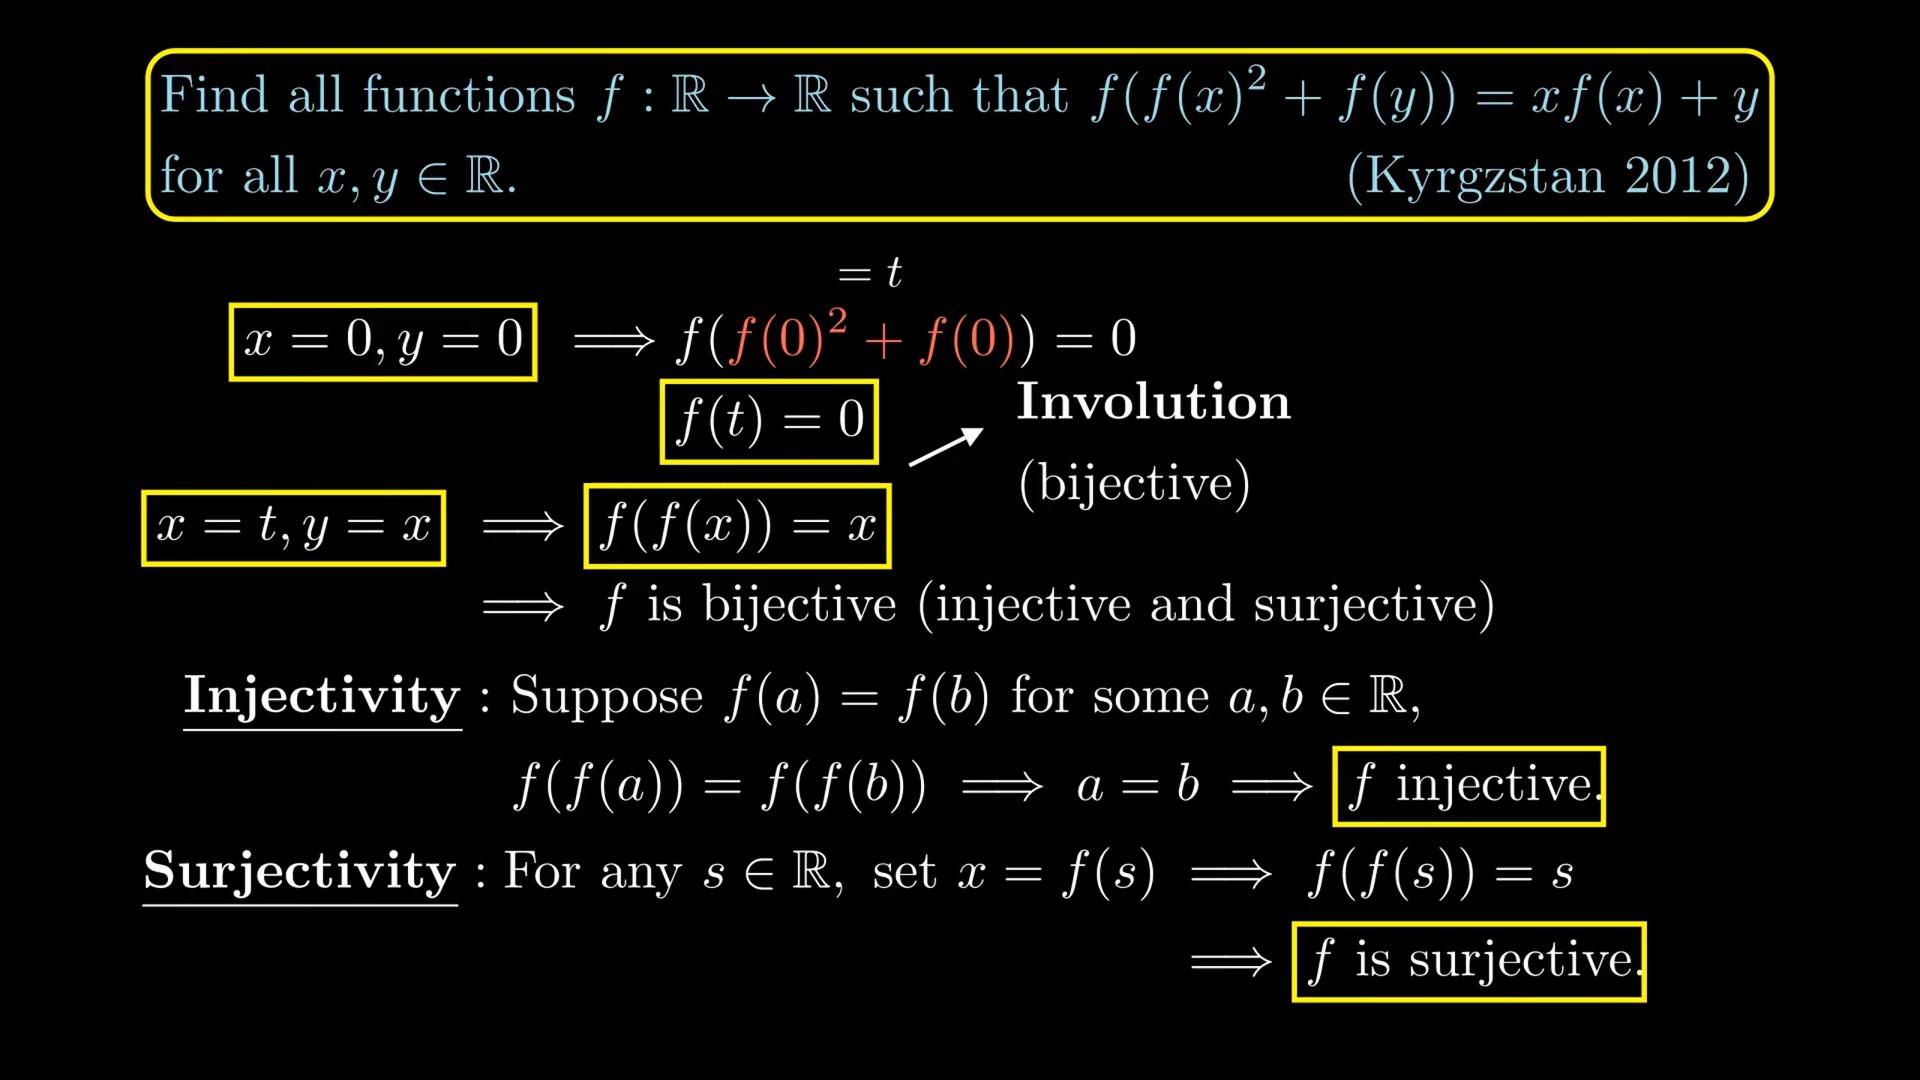 Find all functions f : ℝ → ℝ such that f(f(x)² + f(y)) = xf(x) + y
for all x, y ∈ ℝ. (Kyrgzstan 2012)
= t
x = 0, y = 0 ⟹ f(f(0)² + f(0)) = 0
f(t) = 0
Involution
(bijective)
x = t, y = x ⟹ f(f(x)) = x
⟹ f is bijective (injective and surjective)
Injectivity : Suppose f(a) = f(b) for some a, b ∈ ℝ,
f(f(a)) = f(f(b)) ⟹ a = b ⟹ f injective.
Surjectivity : For any s ∈ ℝ, set x = f(s) ⟹ f(f(s)) = s
⟹ f is surjective.